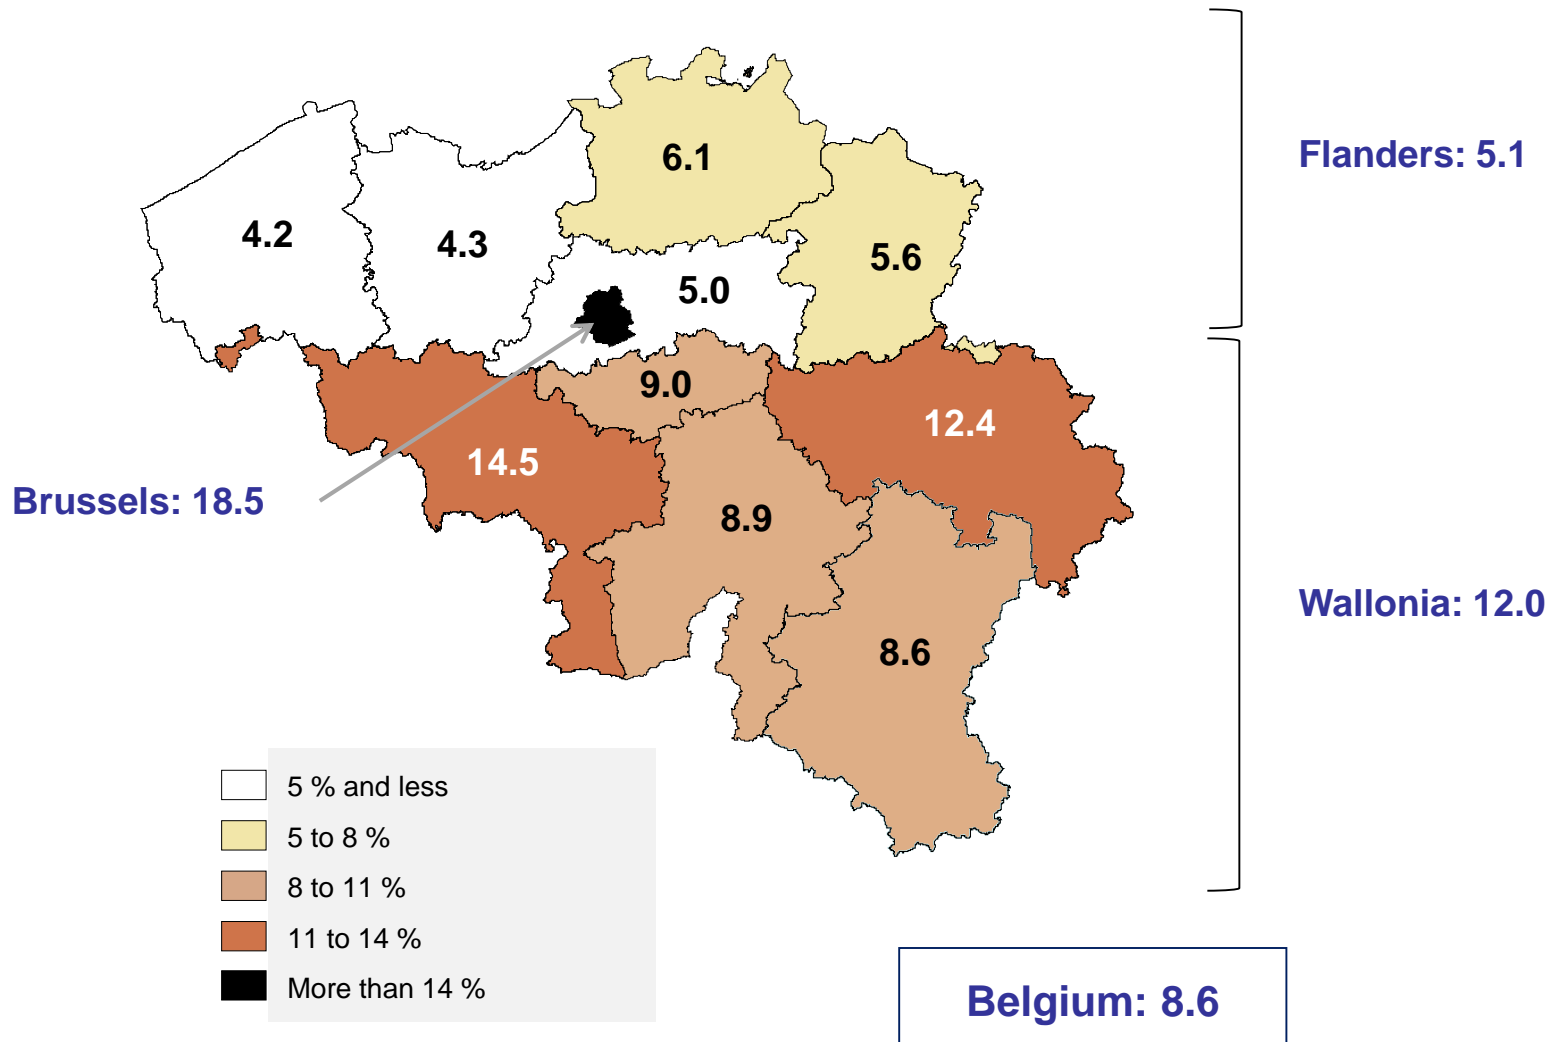 6.1
Flanders: 5.1
4.2
4.3
5.6
5.0
9.0
12.4
14.5
Brussels: 18.5
8.9
Wallonia: 12.0
8.6
5 % and less
5 to 8 %
8 to 11 %
11 to 14 %
More than 14 %
Belgium: 8.6